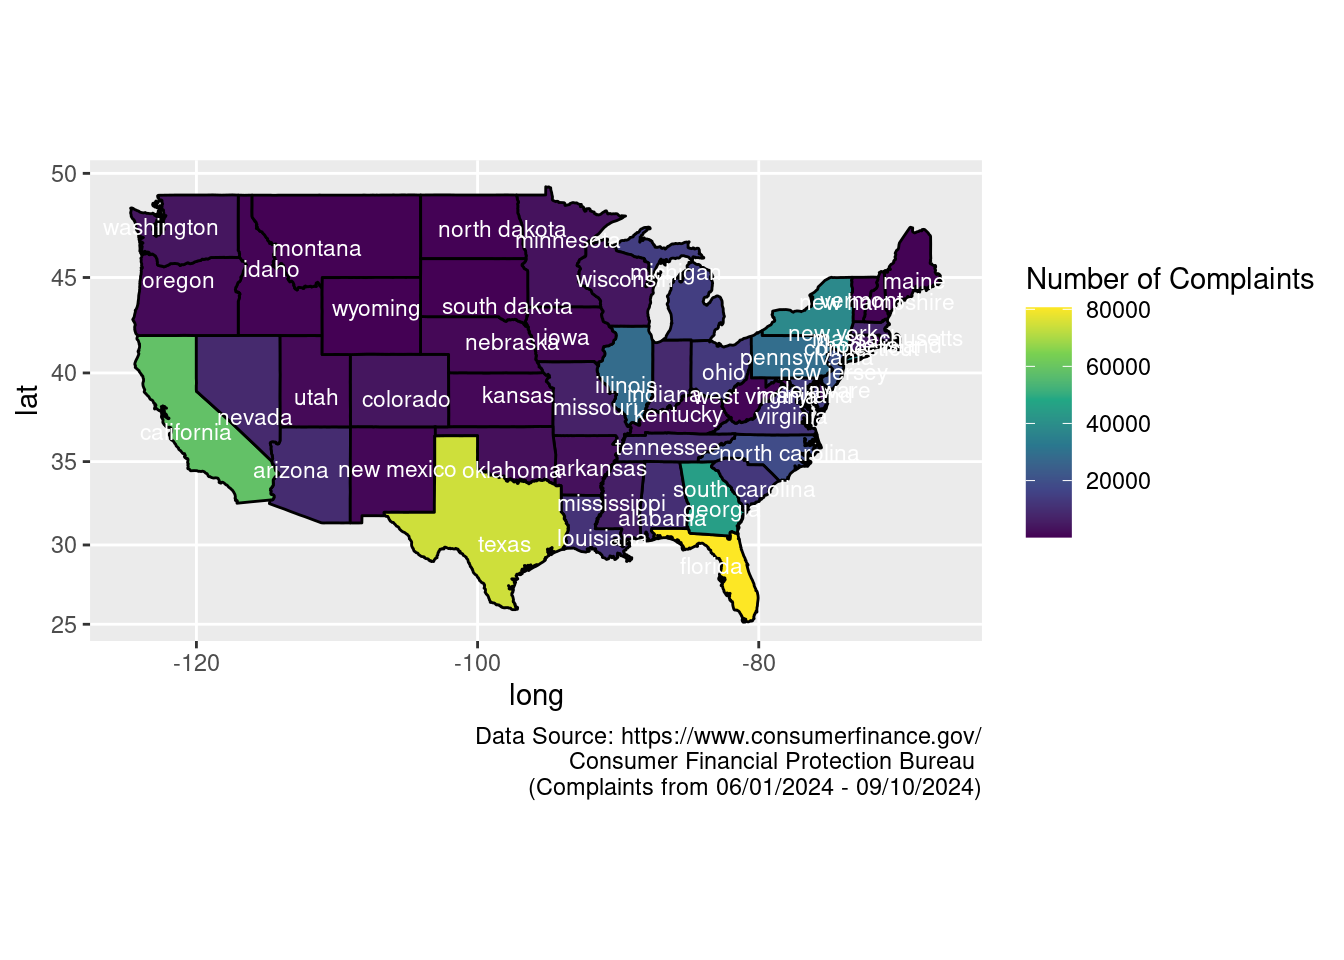 50
45
40
35
30
25
lat
washington
montana
north dakota
minnesota
oregon
idaho
wisconsin
michigan
maine
wyoming
south dakota
vermont
new hampshire
nebraska
iowa
new york
massachusetts
pennsylvania
ohio
new jersey
utah
colorado
kansas
illinois
indiana
west virginia
delaware
maryland
nevada
missouri
kentucky
virginia
california
tennessee
north carolina
arizona
new mexico
oklahoma
arkansas
south carolina
mississippi
georgia
alabama
texas
louisiana
florida
-120
-100
-80
long
Number of Complaints
80000
60000
40000
20000
Data Source: https://www.consumerfinance.gov/
Consumer Financial Protection Bureau
(Complaints from 06/01/2024 - 09/10/2024)